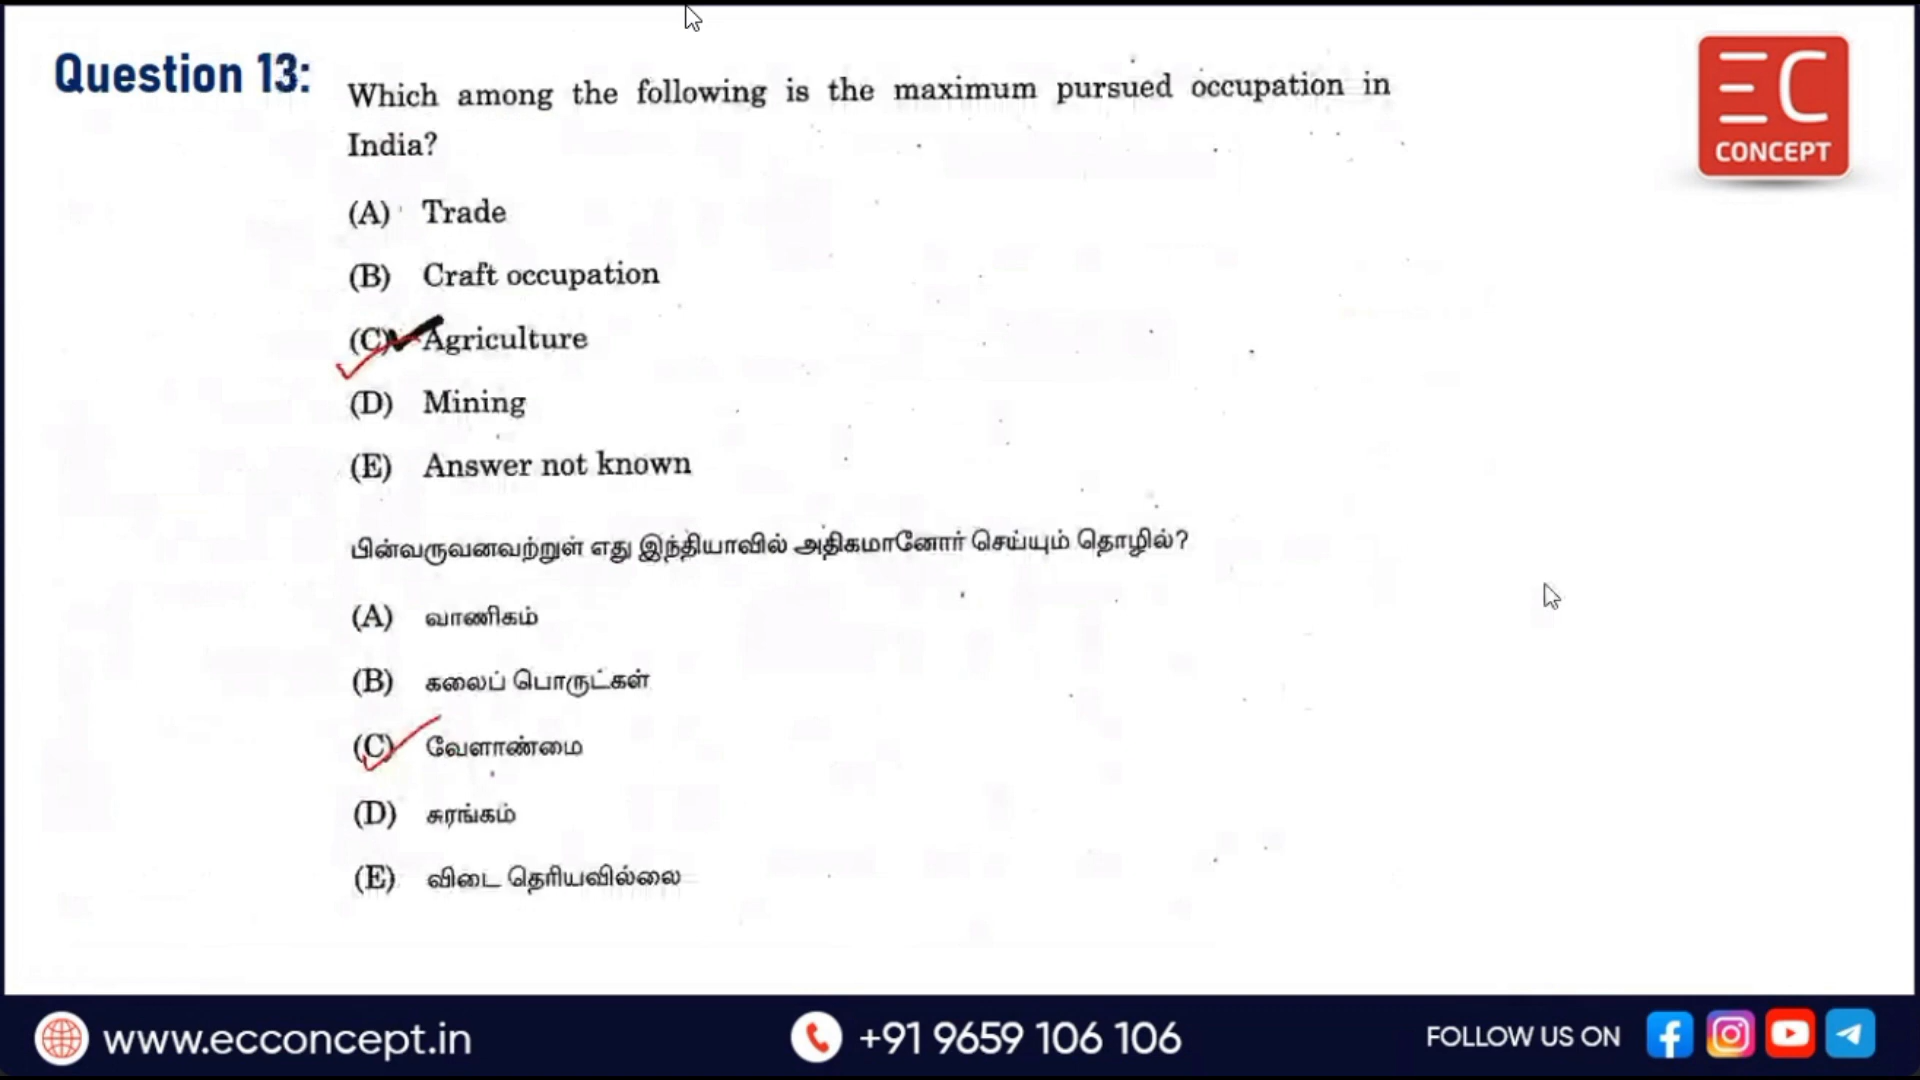 Question 13:
Which among the following is the maximum pursued occupation in
India?
(A) Trade
(B) Craft occupation
(C) Agriculture
(D) Mining
(E) Answer not known
பின்வருவனவற்றுள் எது இந்தியாவில் அதிகமானோர் செய்யும் தொழில்?
(A) வாணிகம்
(B) கலைப் பொருட்கள்
(C) வேளாண்மை
(D) சுரங்கம்
(E) விடை தெரியவில்லை
EC
CONCEPT
www.ecconcept.in
+91 9659 106 106
FOLLOW US ON